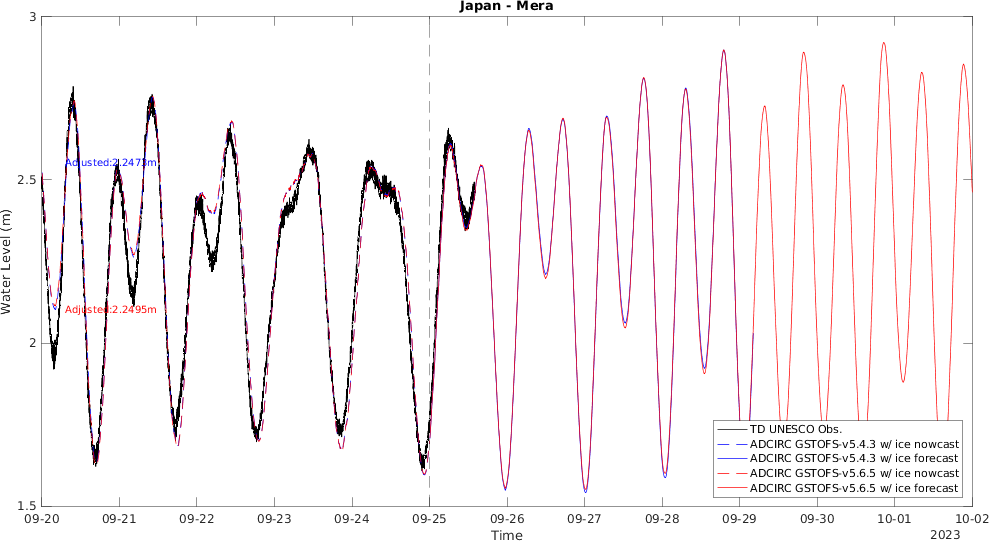 Japan - Mera
3
2.5
2
1.5
Water Level (m)
Adjusted:2.2473m
Adjusted:2.2495m
TD UNESCO Obs.
ADCIRC GSTOFS-v5.4.3 w/ ice nowcast
ADCIRC GSTOFS-v5.4.3 w/ ice forecast
ADCIRC GSTOFS-v5.6.5 w/ ice nowcast
ADCIRC GSTOFS-v5.6.5 w/ ice forecast
09-20 09-21 09-22 09-23 09-24 09-25 09-26 09-27 09-28 09-29 09-30 10-01 10-02
Time
2023